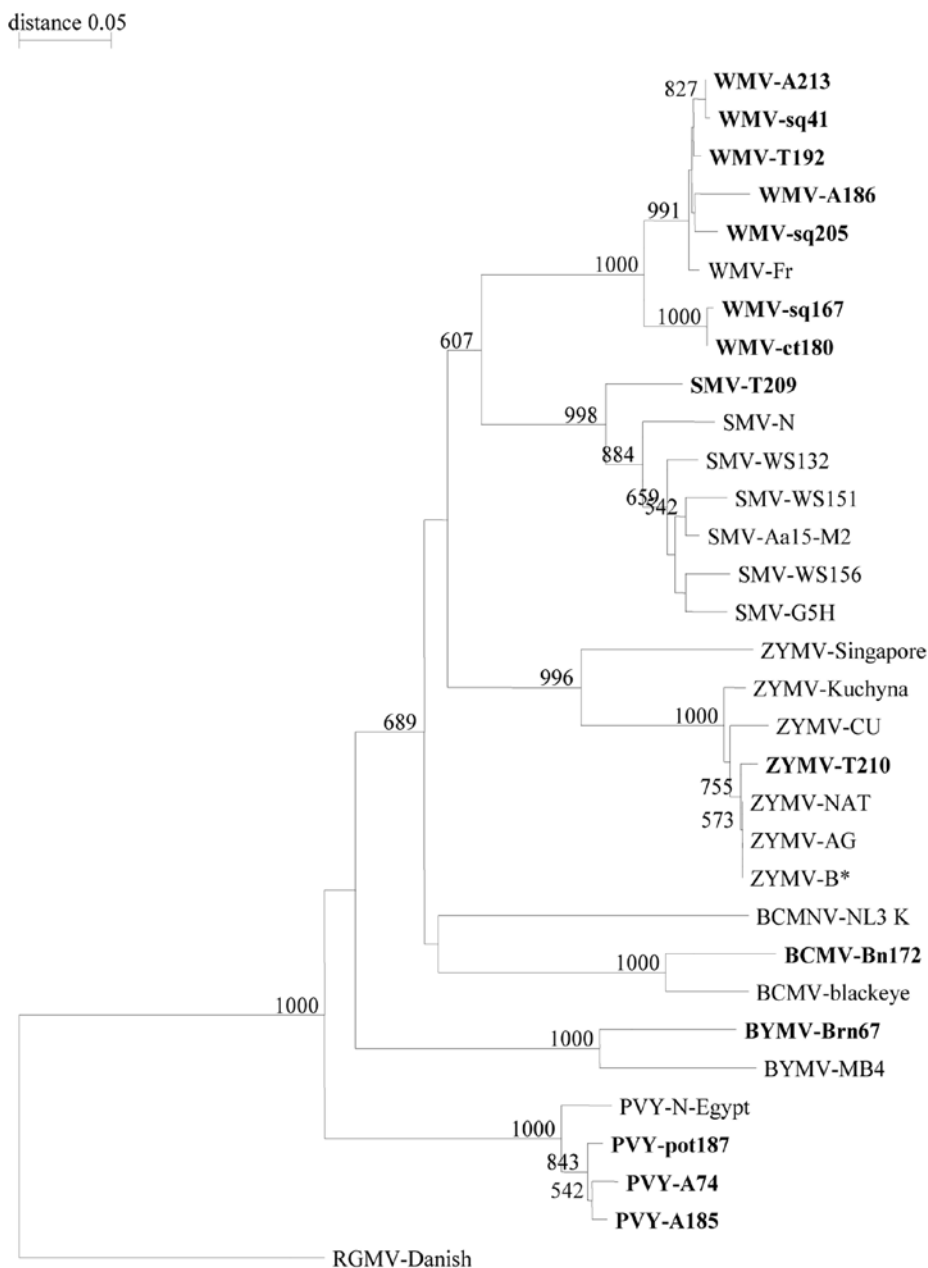 distance 0.05
WMV-A213
827
WMV-sq41
WMV-T192
WMV-A186
991
WMV-sq205
1000
WMV-Fr
WMV-sq167
1000
607
WMV-ct180
SMV-T209
998
SMV-N
884
SMV-WS132
659
SMV-WS151
542
SMV-Aa15-M2
SMV-WS156
SMV-G5H
ZYMV-Singapore
996
ZYMV-Kuchyna
689
1000
ZYMV-CU
ZYMV-T210
755
ZYMV-NAT
573
ZYMV-AG
ZYMV-B*
BCMNV-NL3 K
BCMV-Bn172
1000
BCMV-blackeye
1000
BYMV-Brn67
1000
BYMV-MB4
PVY-N-Egypt
1000
PVY-pot187
843
PVY-A74
542
PVY-A185
RGMV-Danish